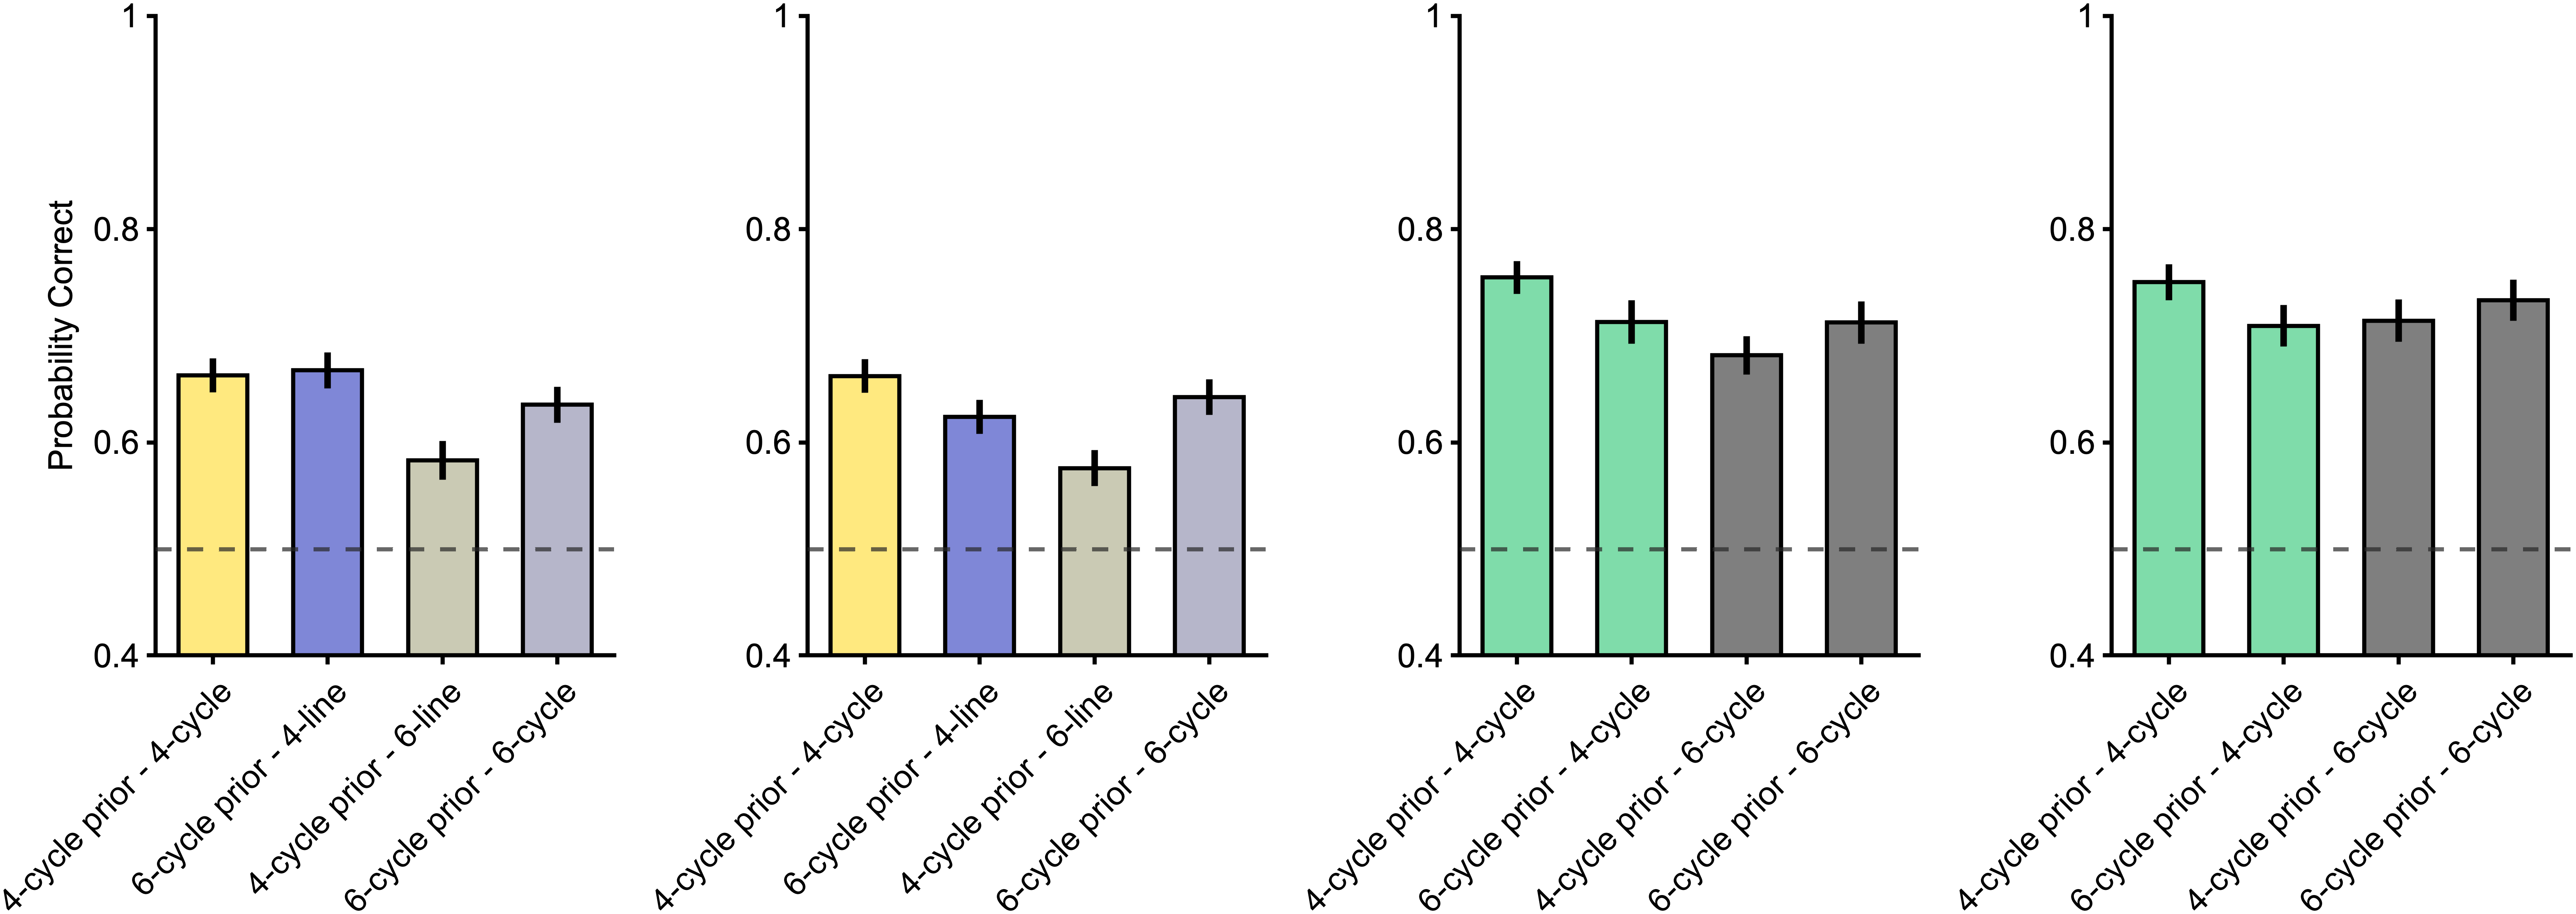 Probability Correct
1
0.8
0.6
0.4
4-cycle prior - 4-cycle
6-cycle prior - 4-line
4-cycle prior - 6-line
6-cycle prior - 6-cycle
1
0.8
0.6
0.4
4-cycle prior - 4-cycle
6-cycle prior - 4-line
4-cycle prior - 6-line
6-cycle prior - 6-cycle
1
0.8
0.6
0.4
4-cycle prior - 4-cycle
6-cycle prior - 4-cycle
4-cycle prior - 6-cycle
6-cycle prior - 6-cycle
1
0.8
0.6
0.4
4-cycle prior - 4-cycle
6-cycle prior - 4-cycle
4-cycle prior - 6-cycle
6-cycle prior - 6-cycle